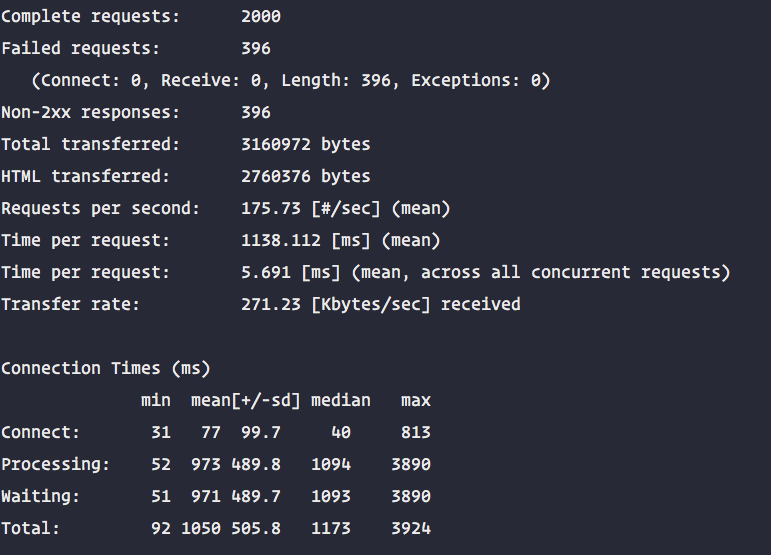 Complete requests:      2000
Failed requests:        396
   (Connect: 0, Receive: 0, Length: 396, Exceptions: 0)
Non-2xx responses:      396
Total transferred:      3160972 bytes
HTML transferred:       2760376 bytes
Requests per second:    175.73 [#/sec] (mean)
Time per request:       1138.112 [ms] (mean)
Time per request:       5.691 [ms] (mean, across all concurrent requests)
Transfer rate:          271.23 [Kbytes/sec] received

Connection Times (ms)
              min  mean[+/-sd] median   max
Connect:       31   77  99.7     40     813
Processing:    52  973 489.8   1094    3890
Waiting:       51  971 489.7   1093    3890
Total:         92 1050 505.8   1173    3924